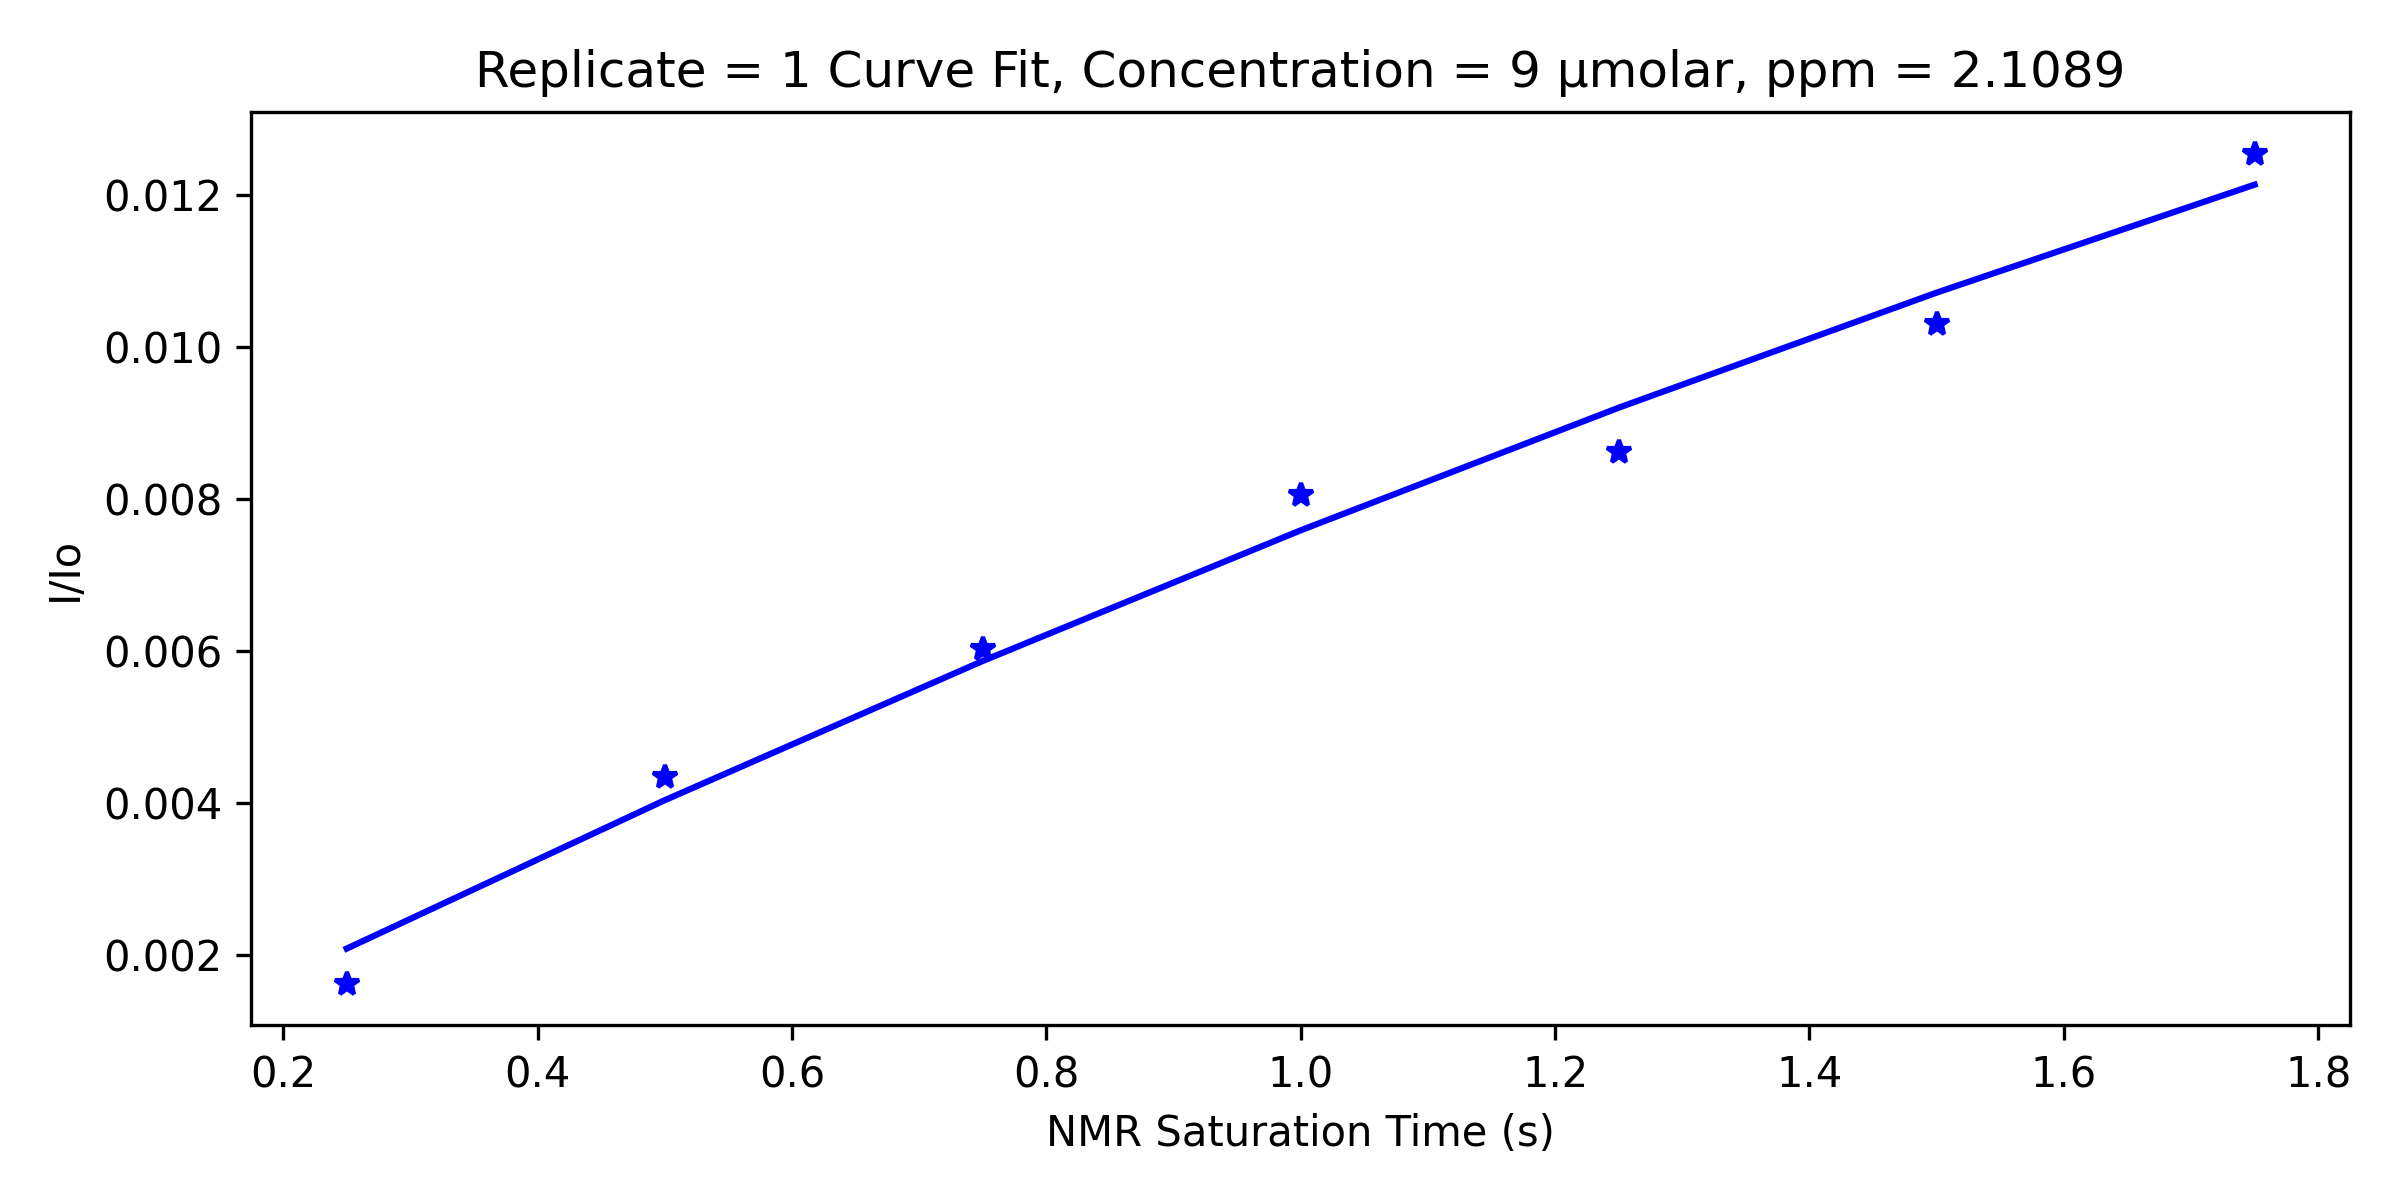 Replicate = 1 Curve Fit, Concentration = 9 μmolar, ppm = 2.1089
0.012
0.010
0.008
0.006
0.004
0.002
I/Io
0.2 0.4 0.6 0.8 1.0 1.2 1.4 1.6 1.8
NMR Saturation Time (s)